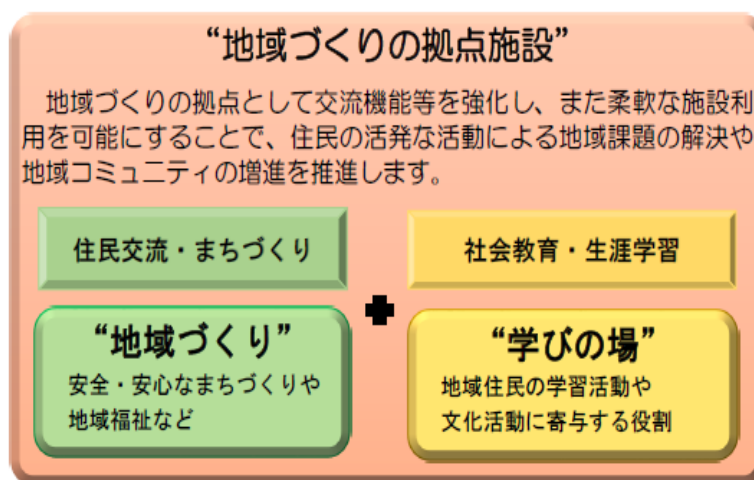 “地域づくりの拠点施設”
　地域づくりの拠点として交流機能等を強化し、また柔軟な施設利
用を可能にすることで、住民の活発な活動による地域課題の解決や
地域コミュニティの増進を推進します。
住民交流・まちづくり
社会教育・生涯学習
“地域づくり”
安全・安心なまちづくりや
地域福祉など
“学びの場”
地域住民の学習活動や
文化活動に寄与する役割